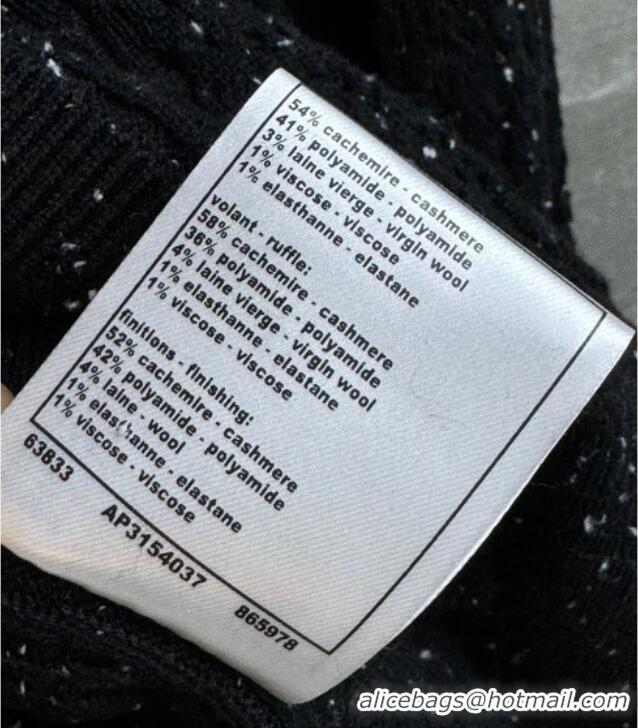 54% cachemire - cashmere
41% polyamide - polyamide
3% laine vierge - virgin wool
1% viscose - viscose
1% elasthanne - elastane
volant - ruffle:
58% cachemire - cashmere
36% polyamide - polyamide
4% laine vierge - virgin wool
1% elasthanne - elastane
1% viscose - viscose
finitions - finishing:
52% cachemire - cashmere
42% polyamide - polyamide
4% laine - wool
1% elasthanne - elastane
1% viscose - viscose
63833 AP3154037 865978
alicebags@hotmail.com